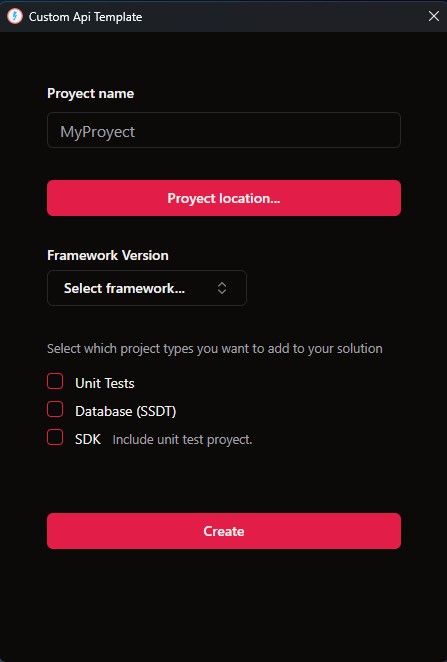 Custom Api Template
Proyect name
MyProyect
Proyect location...
Framework Version
Select framework...
Select which project types you want to add to your solution
Unit Tests
Database (SSDT)
SDK Include unit test proyect.
Create